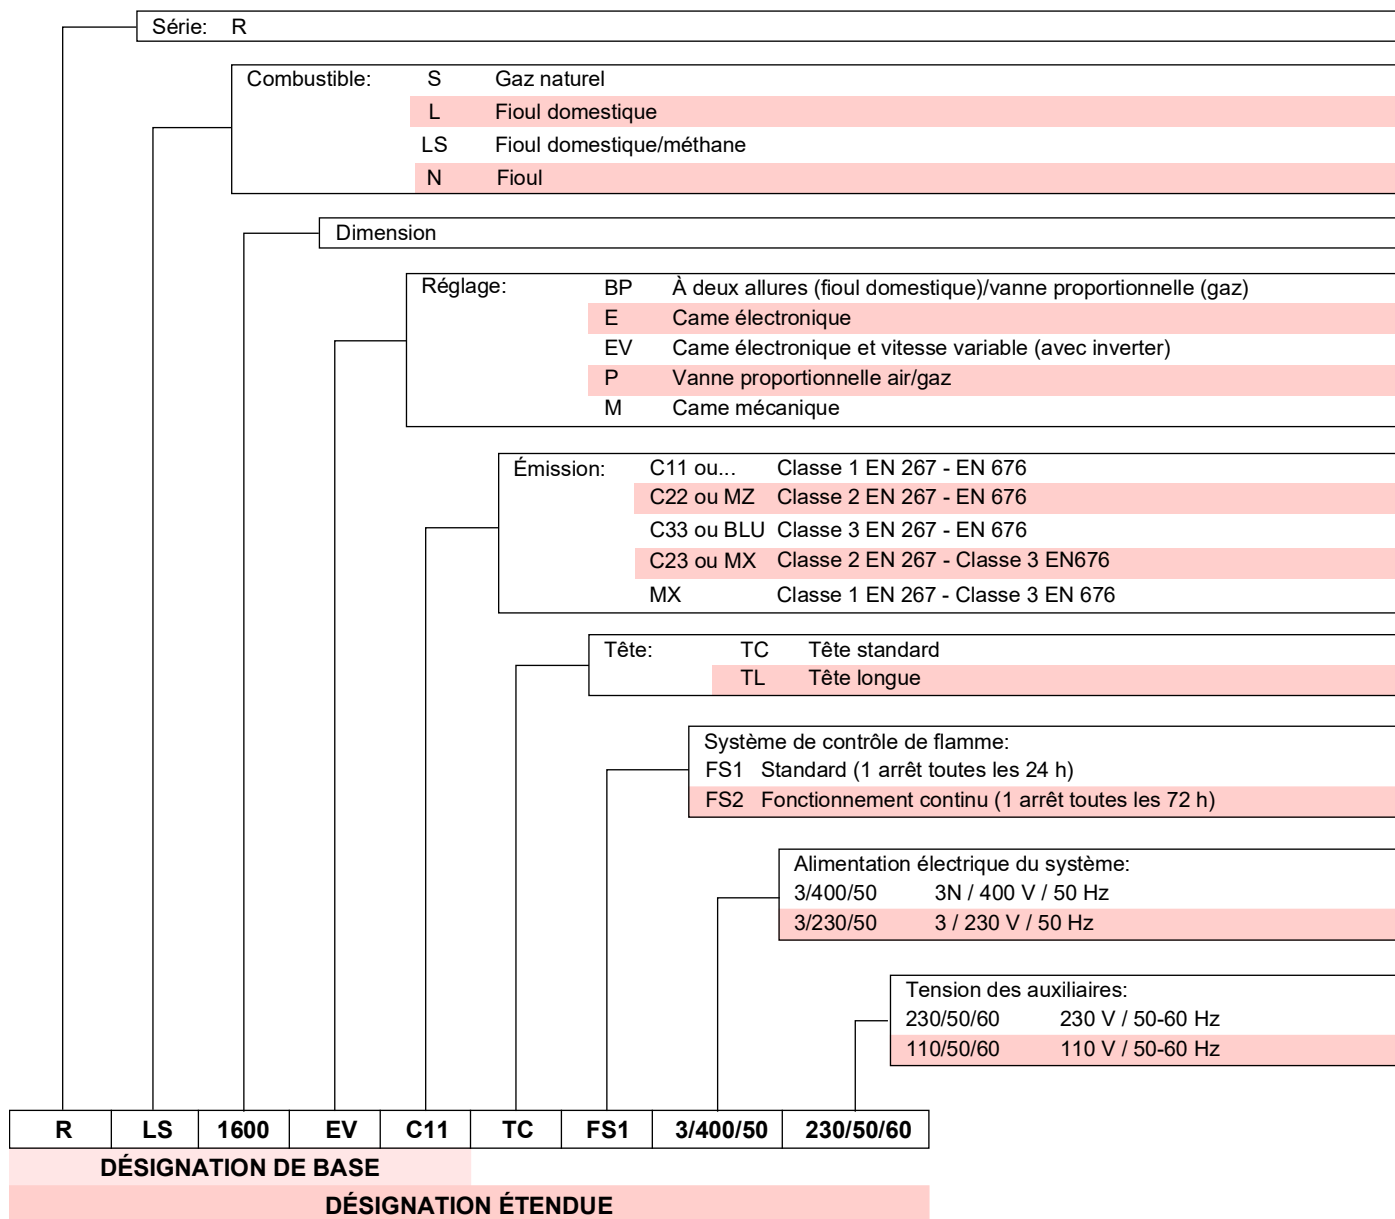 Série: R
Combustible: S Gaz naturel
L Fioul domestique
LS Fioul domestique/méthane
N Fioul
Dimension
Réglage: BP À deux allures (fioul domestique)/vanne proportionnelle (gaz)
E Came électronique
EV Came électronique et vitesse variable (avec inverter)
P Vanne proportionnelle air/gaz
M Came mécanique
Émission: C11 ou... Classe 1 EN 267 - EN 676
C22 ou MZ Classe 2 EN 267 - EN 676
C33 ou BLU Classe 3 EN 267 - EN 676
C23 ou MX Classe 2 EN 267 - Classe 3 EN676
MX Classe 1 EN 267 - Classe 3 EN 676
Tête: TC Tête standard
TL Tête longue
Système de contrôle de flamme:
FS1 Standard (1 arrêt toutes les 24 h)
FS2 Fonctionnement continu (1 arrêt toutes les 72 h)
Alimentation électrique du système:
3/400/50 3N / 400 V / 50 Hz
3/230/50 3 / 230 V / 50 Hz
Tension des auxiliaires:
230/50/60 230 V / 50-60 Hz
110/50/60 110 V / 50-60 Hz
R LS 1600 EV C11 TC FS1 3/400/50 230/50/60
DÉSIGNATION DE BASE
DÉSIGNATION ÉTENDUE